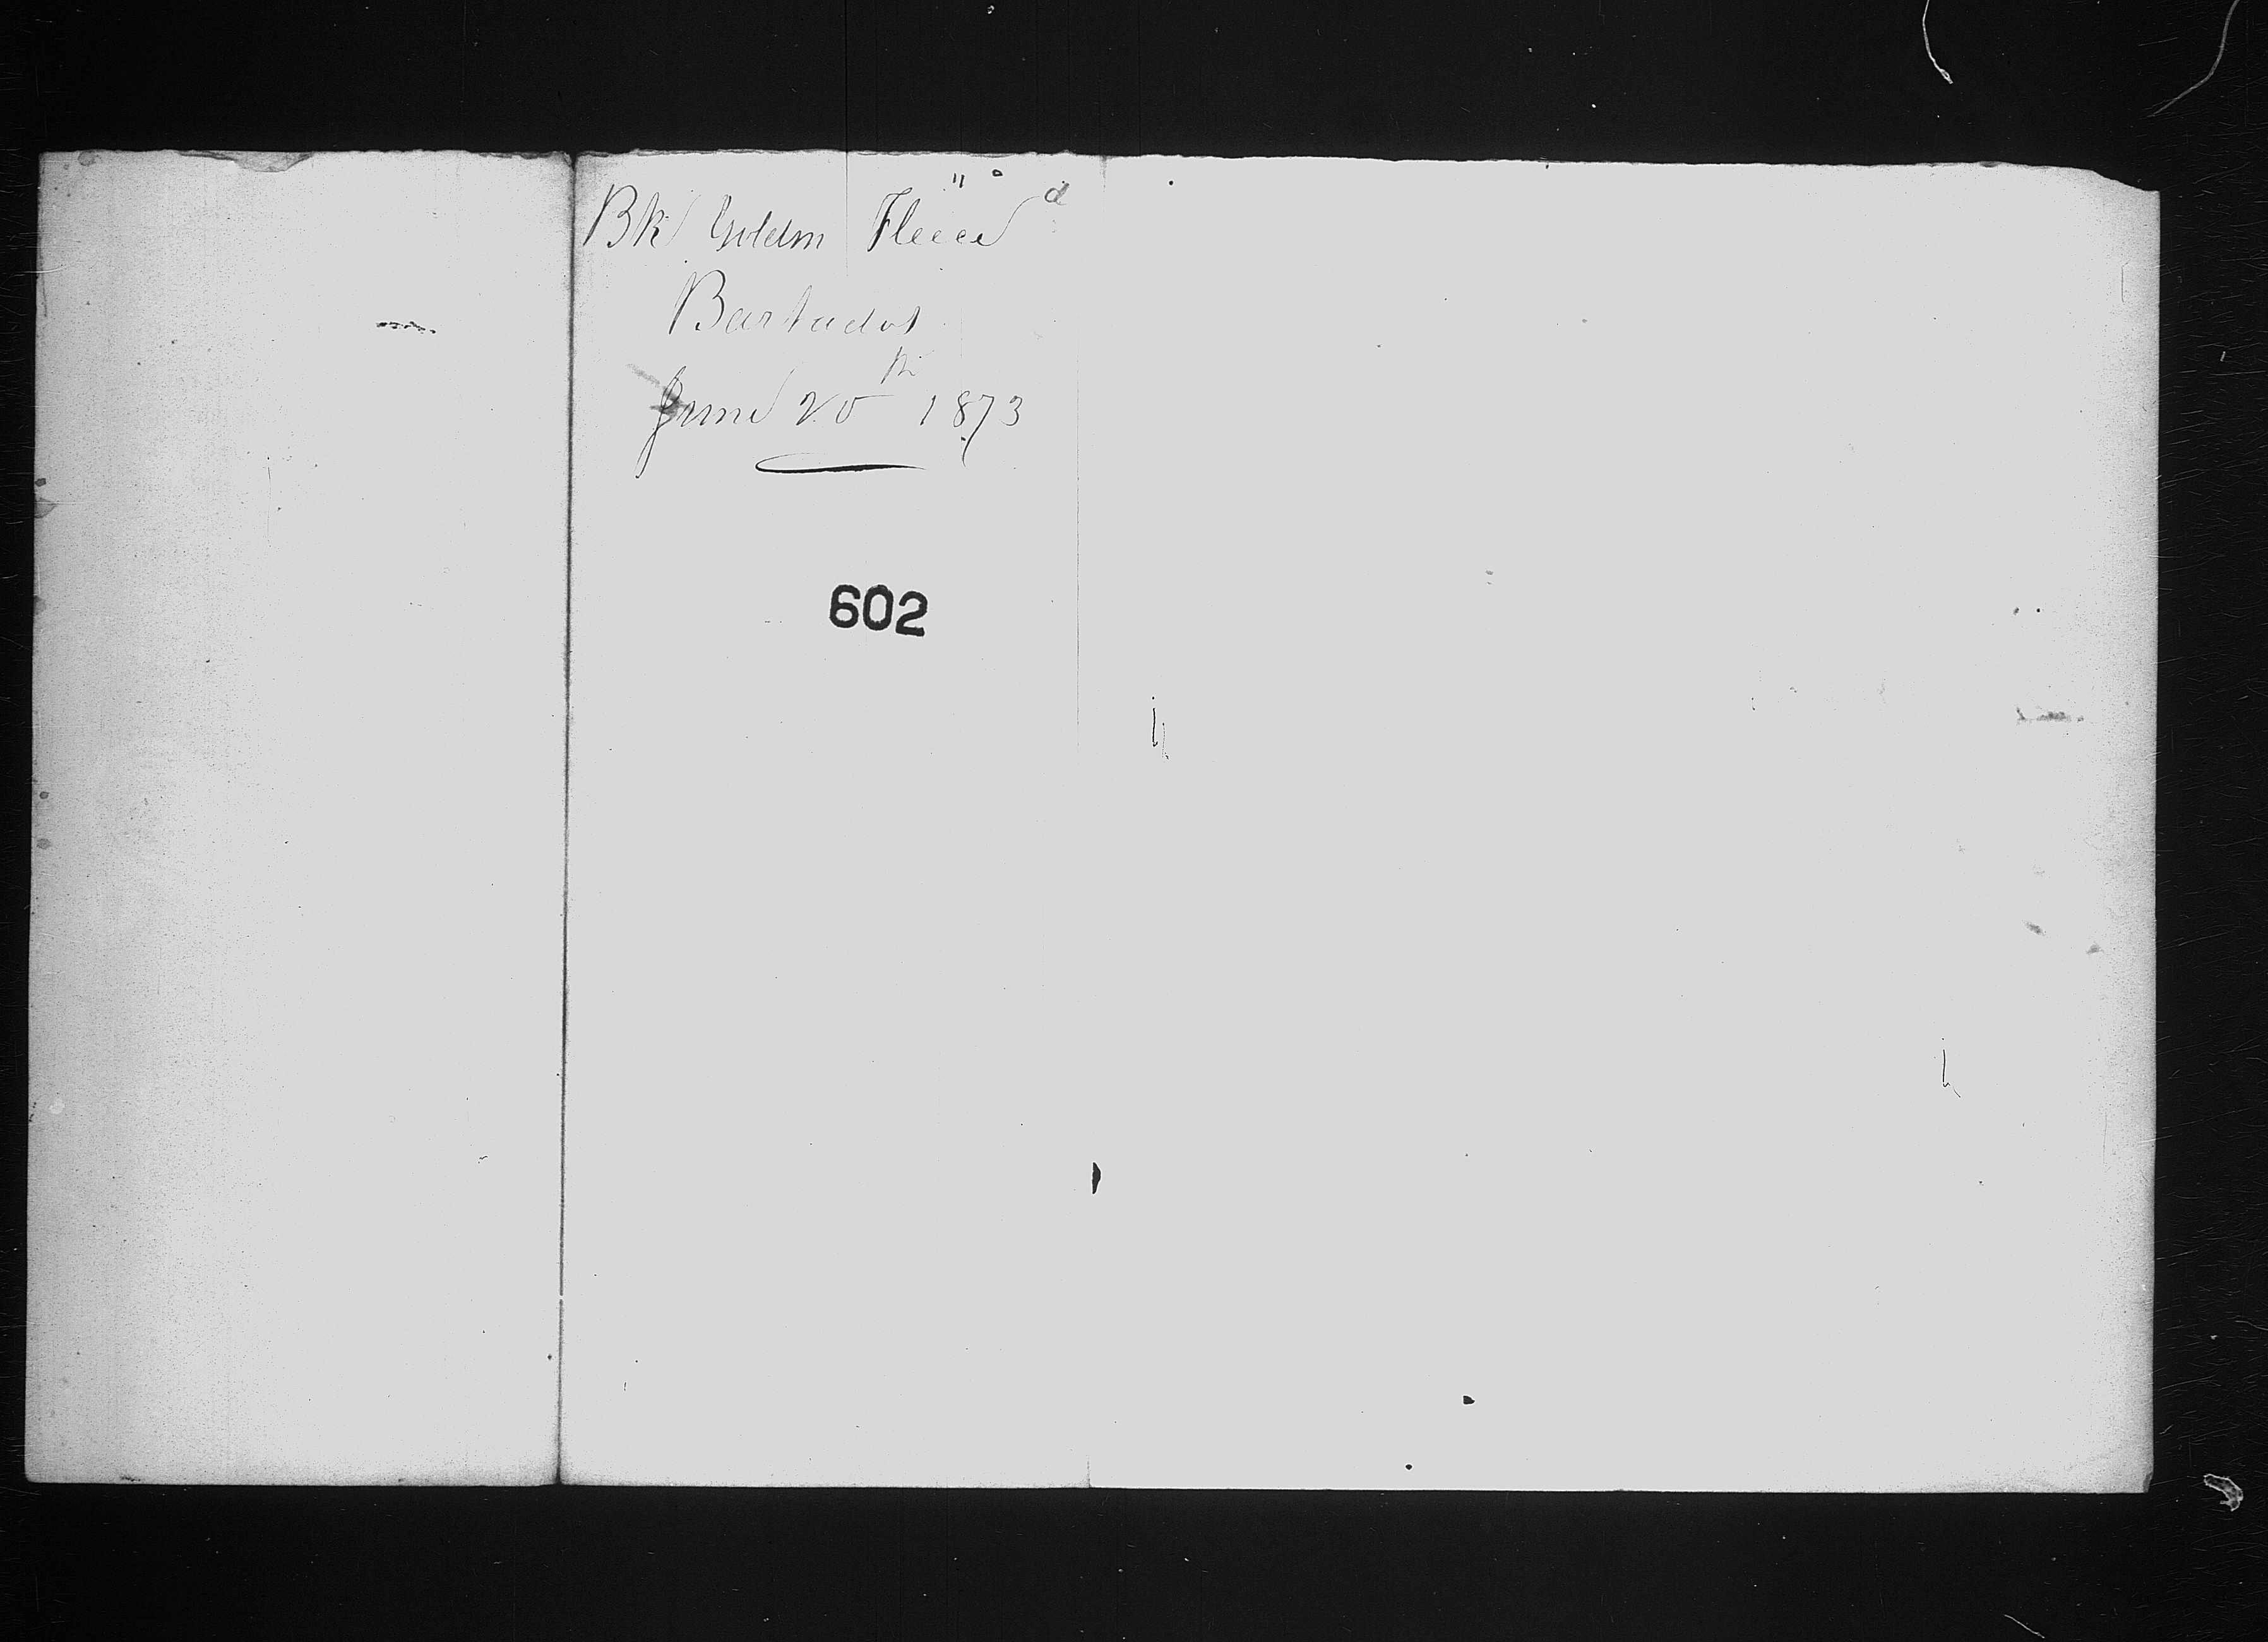 Bk Golden Fleece
Barbados
June 20th 1873
602